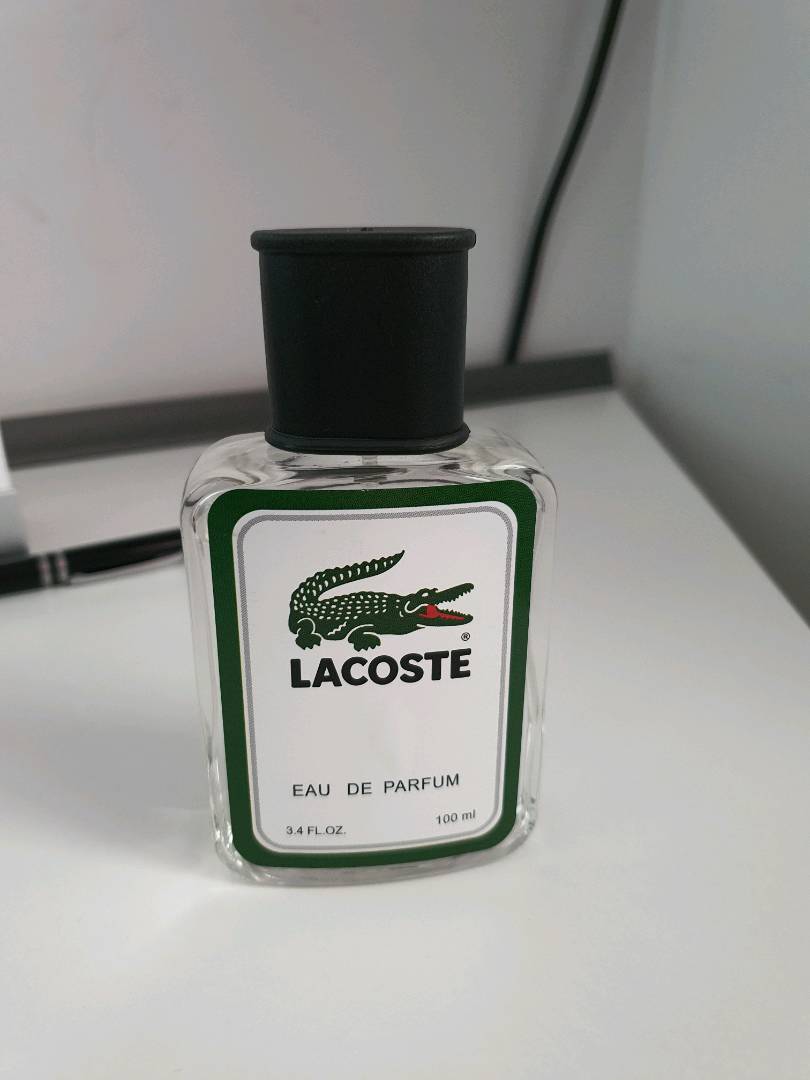 ®
LACOSTE
EAU DE PARFUM
3.4 FL.OZ. 100 ml